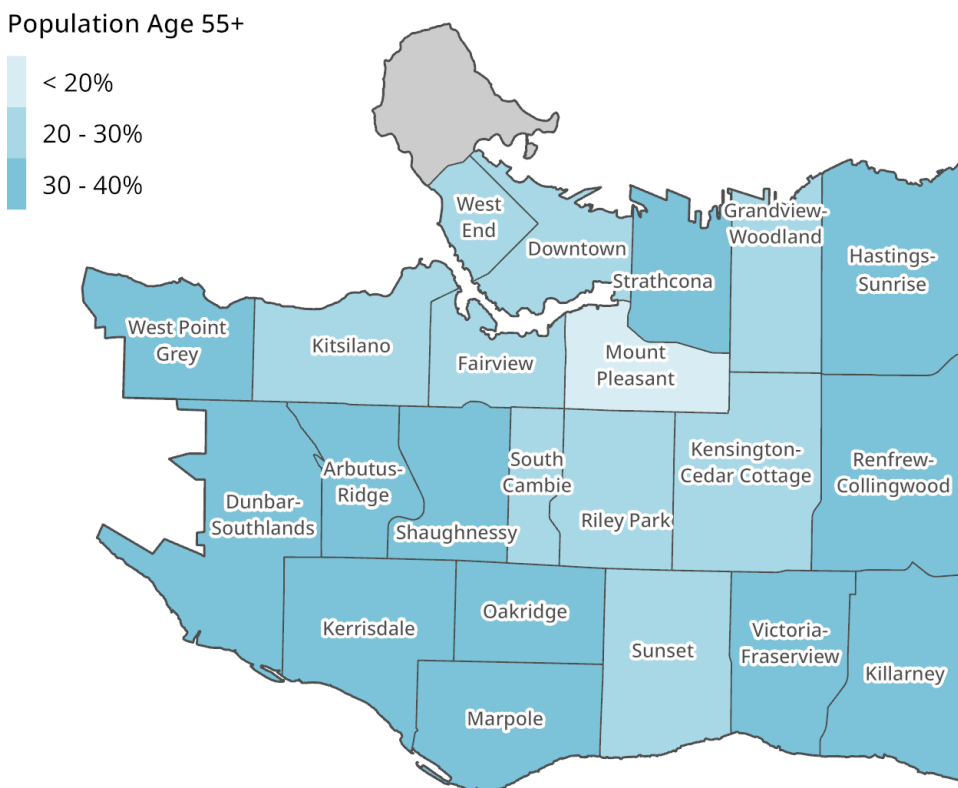 Population Age 55+
< 20%
20 - 30%
30 - 40%
West
End
Downtown
Strathcona
Grandview-
Woodland
Hastings-
Sunrise
West Point
Grey
Kitsilano
Fairview
Mount
Pleasant
Dunbar-
Southlands
Arbutus-
Ridge
Shaughnessy
South
Cambie
Riley Park
Kensington-
Cedar Cottage
Renfrew-
Collingwood
Kerrisdale
Oakridge
Marpole
Sunset
Victoria-
Fraserview
Killarney